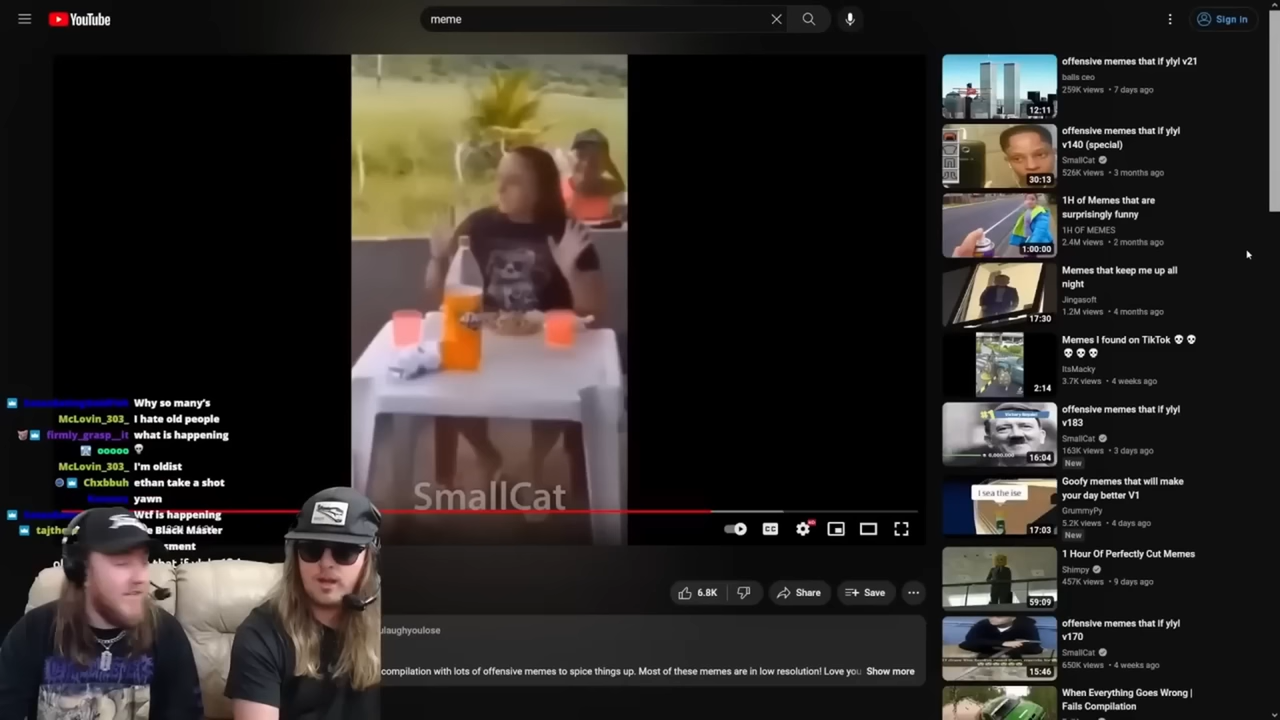 YouTube
meme
Sign in
SmallCat
6.8K
Share
Save
ulaughyoulose
compilation with lots of offensive memes to spice things up. Most of these memes are in low resolution! Love you
Show more
offensive memes that if ylyl v21
balls ceo
259K views • 7 days ago
12:11
offensive memes that if ylyl
v140 (special)
SmallCat
526K views • 3 months ago
30:13
1H of Memes that are
surprisingly funny
1H OF MEMES
2.4M views • 2 months ago
1:00:00
Memes that keep me up all
night
Jingasoft
1.2M views • 4 months ago
17:30
Memes I found on TikTok 💀 💀
💀 💀 💀
ItsMacky
3.7K views • 4 weeks ago
2:14
offensive memes that if ylyl
v183
SmallCat
163K views • 3 days ago
New
16:04
Goofy memes that will make
your day better V1
GrummyPy
5.2K views • 4 days ago
New
I sea the ise
17:03
1 Hour Of Perfectly Cut Memes
Shimpy
457K views • 9 days ago
59:09
offensive memes that if ylyl
v170
SmallCat
650K views • 4 weeks ago
15:46
When Everything Goes Wrong |
Fails Compilation
Why so many's
McLovin_303_ I hate old people
firmly_grasp__it what is happening
ooooo 💀
McLovin_303_ I'm oldist
Chxbbuh ethan take a shot
yawn
Wtf is happening
tajthe
Black Master